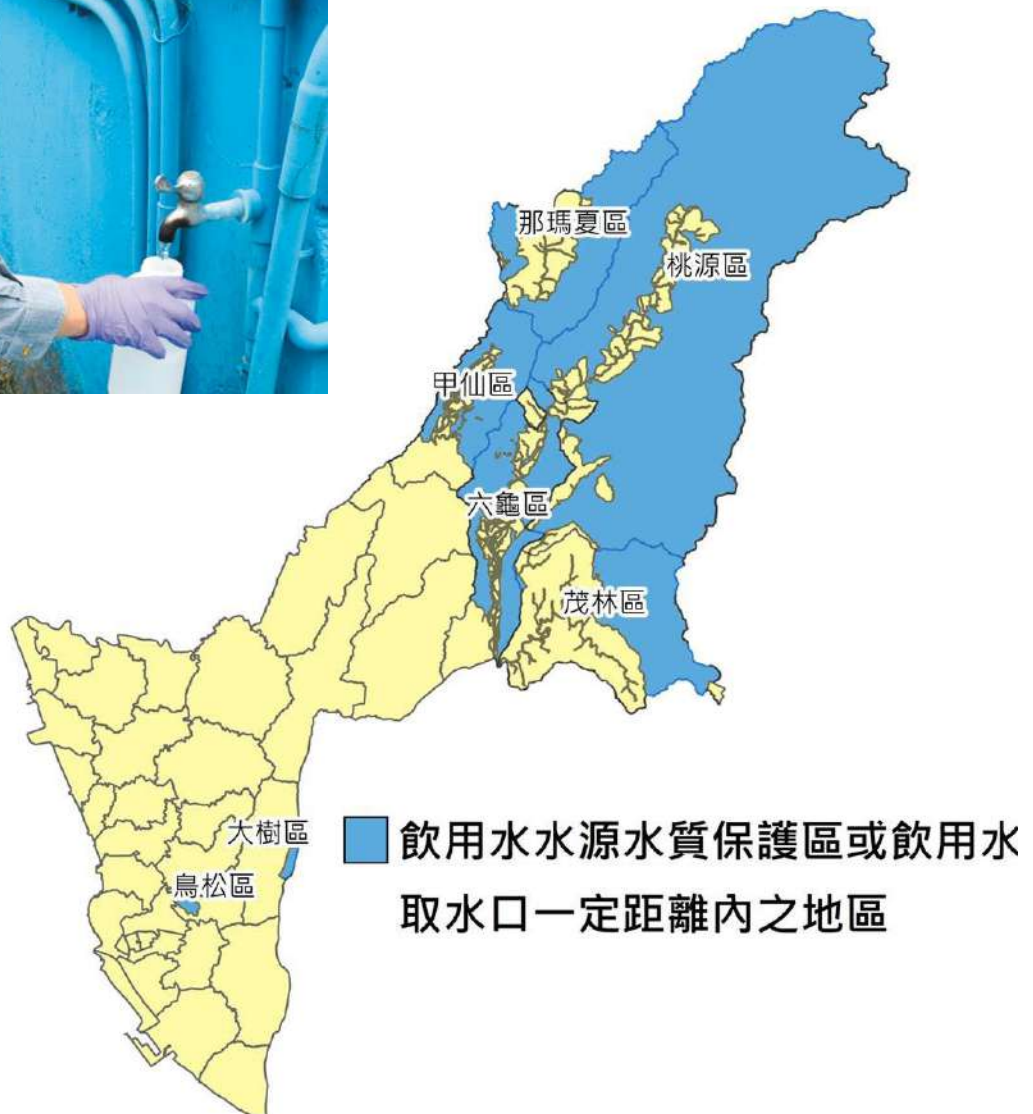 那瑪夏區
桃源區
甲仙區
六龜區
茂林區
大樹區
鳥松區
飲用水水源水質保護區或飲用水
取水口一定距離內之地區